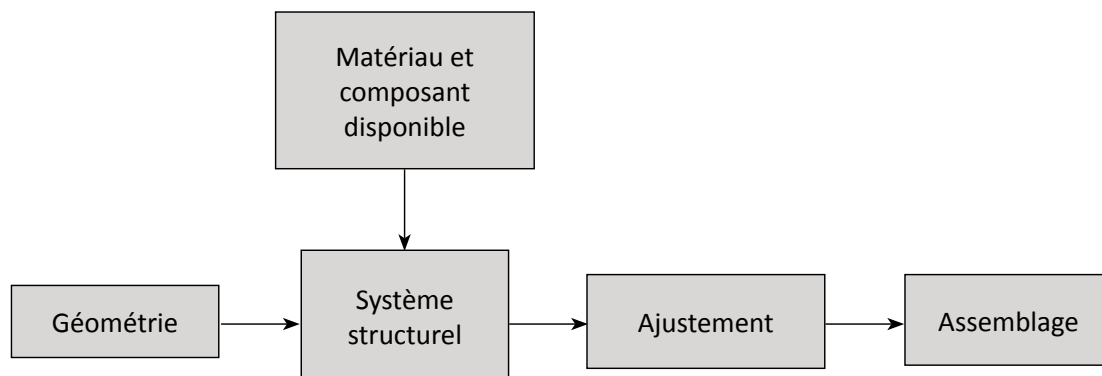 Matériau et
composant
disponible
Géométrie
Système
structurel
Ajustement
Assemblage